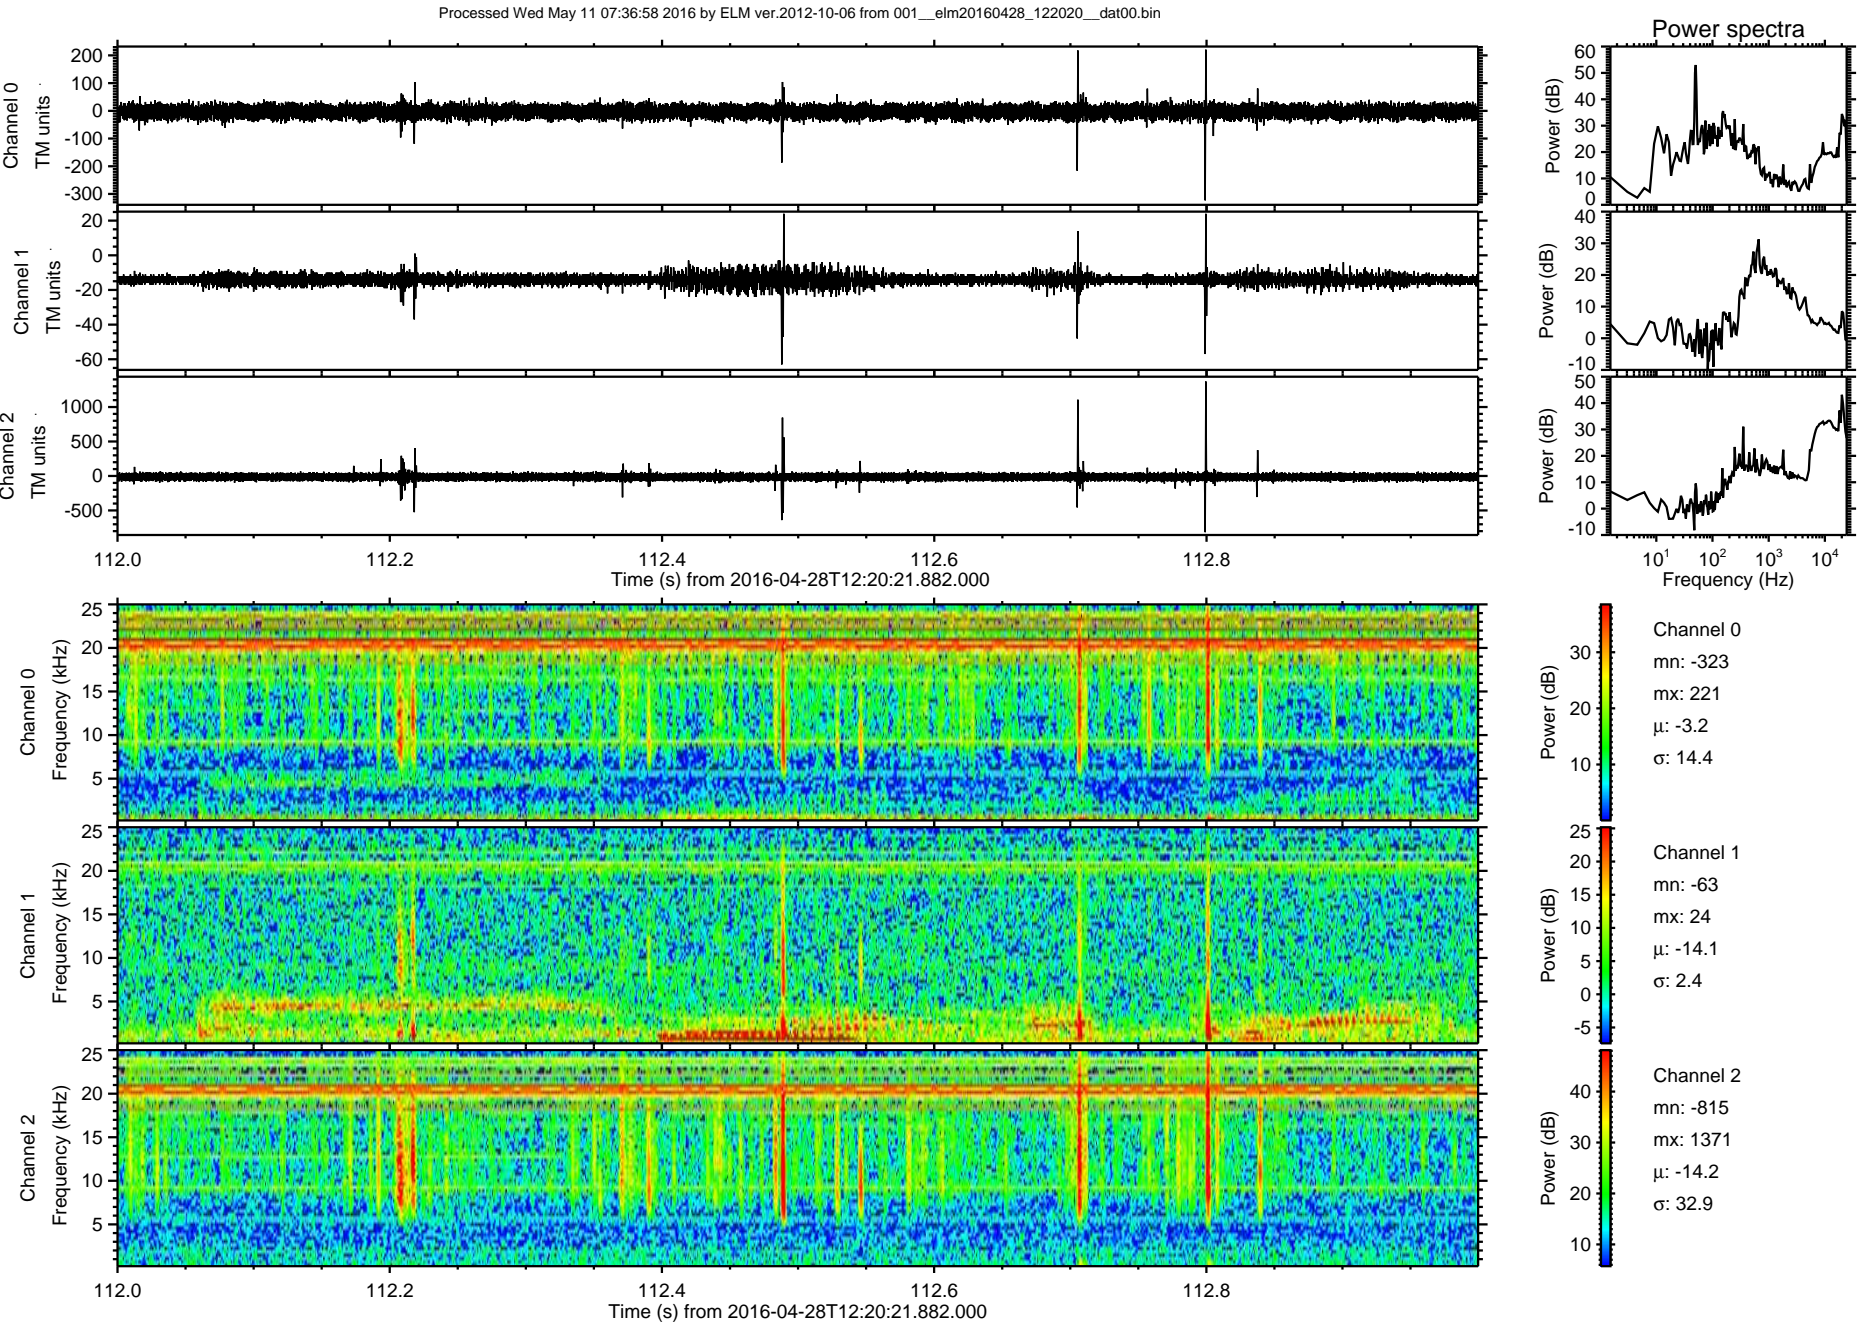 Processed Wed May 11 07:36:58 2016 by ELM ver.2012-10-06 from 001__elm20160428_122020__dat00.bin
Power spectra
Channel 0
TM units
200
100
0
-100
-200
-300
Power (dB)
60
50
40
30
20
10
0
Channel 1
TM units
20
0
-20
-40
-60
Power (dB)
40
30
20
10
0
-10
Channel 2
TM units
1000
500
0
-500
Power (dB)
50
40
30
20
10
0
-10
112.0 112.2 112.4 112.6 112.8
Time (s) from 2016-04-28T12:20:21.882.000
10¹ 10² 10³ 10⁴
Frequency (Hz)
Channel 0
Frequency (kHz)
25
20
15
10
5
Power (dB)
30
20
10
Channel 0
mn: -323
mx: 221
μ: -3.2
σ: 14.4
Channel 1
Frequency (kHz)
25
20
15
10
5
Power (dB)
25
20
15
10
5
0
-5
Channel 1
mn: -63
mx: 24
μ: -14.1
σ: 2.4
Channel 2
Frequency (kHz)
25
20
15
10
5
Power (dB)
40
30
20
10
Channel 2
mn: -815
mx: 1371
μ: -14.2
σ: 32.9
112.0 112.2 112.4 112.6 112.8
Time (s) from 2016-04-28T12:20:21.882.000